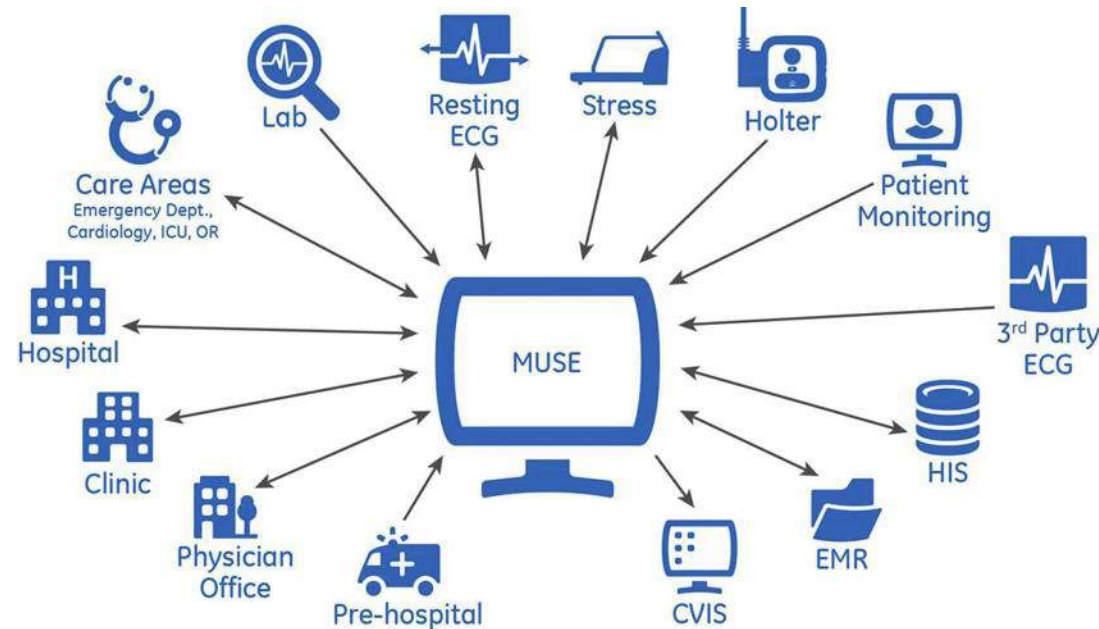 Lab
Resting
ECG
Stress
Holter
Care Areas
Emergency Dept.,
Cardiology, ICU, OR
Patient
Monitoring
H
Hospital
3rd Party
ECG
MUSE
Clinic
HIS
Physician
Office
Pre-hospital
CVIS
EMR